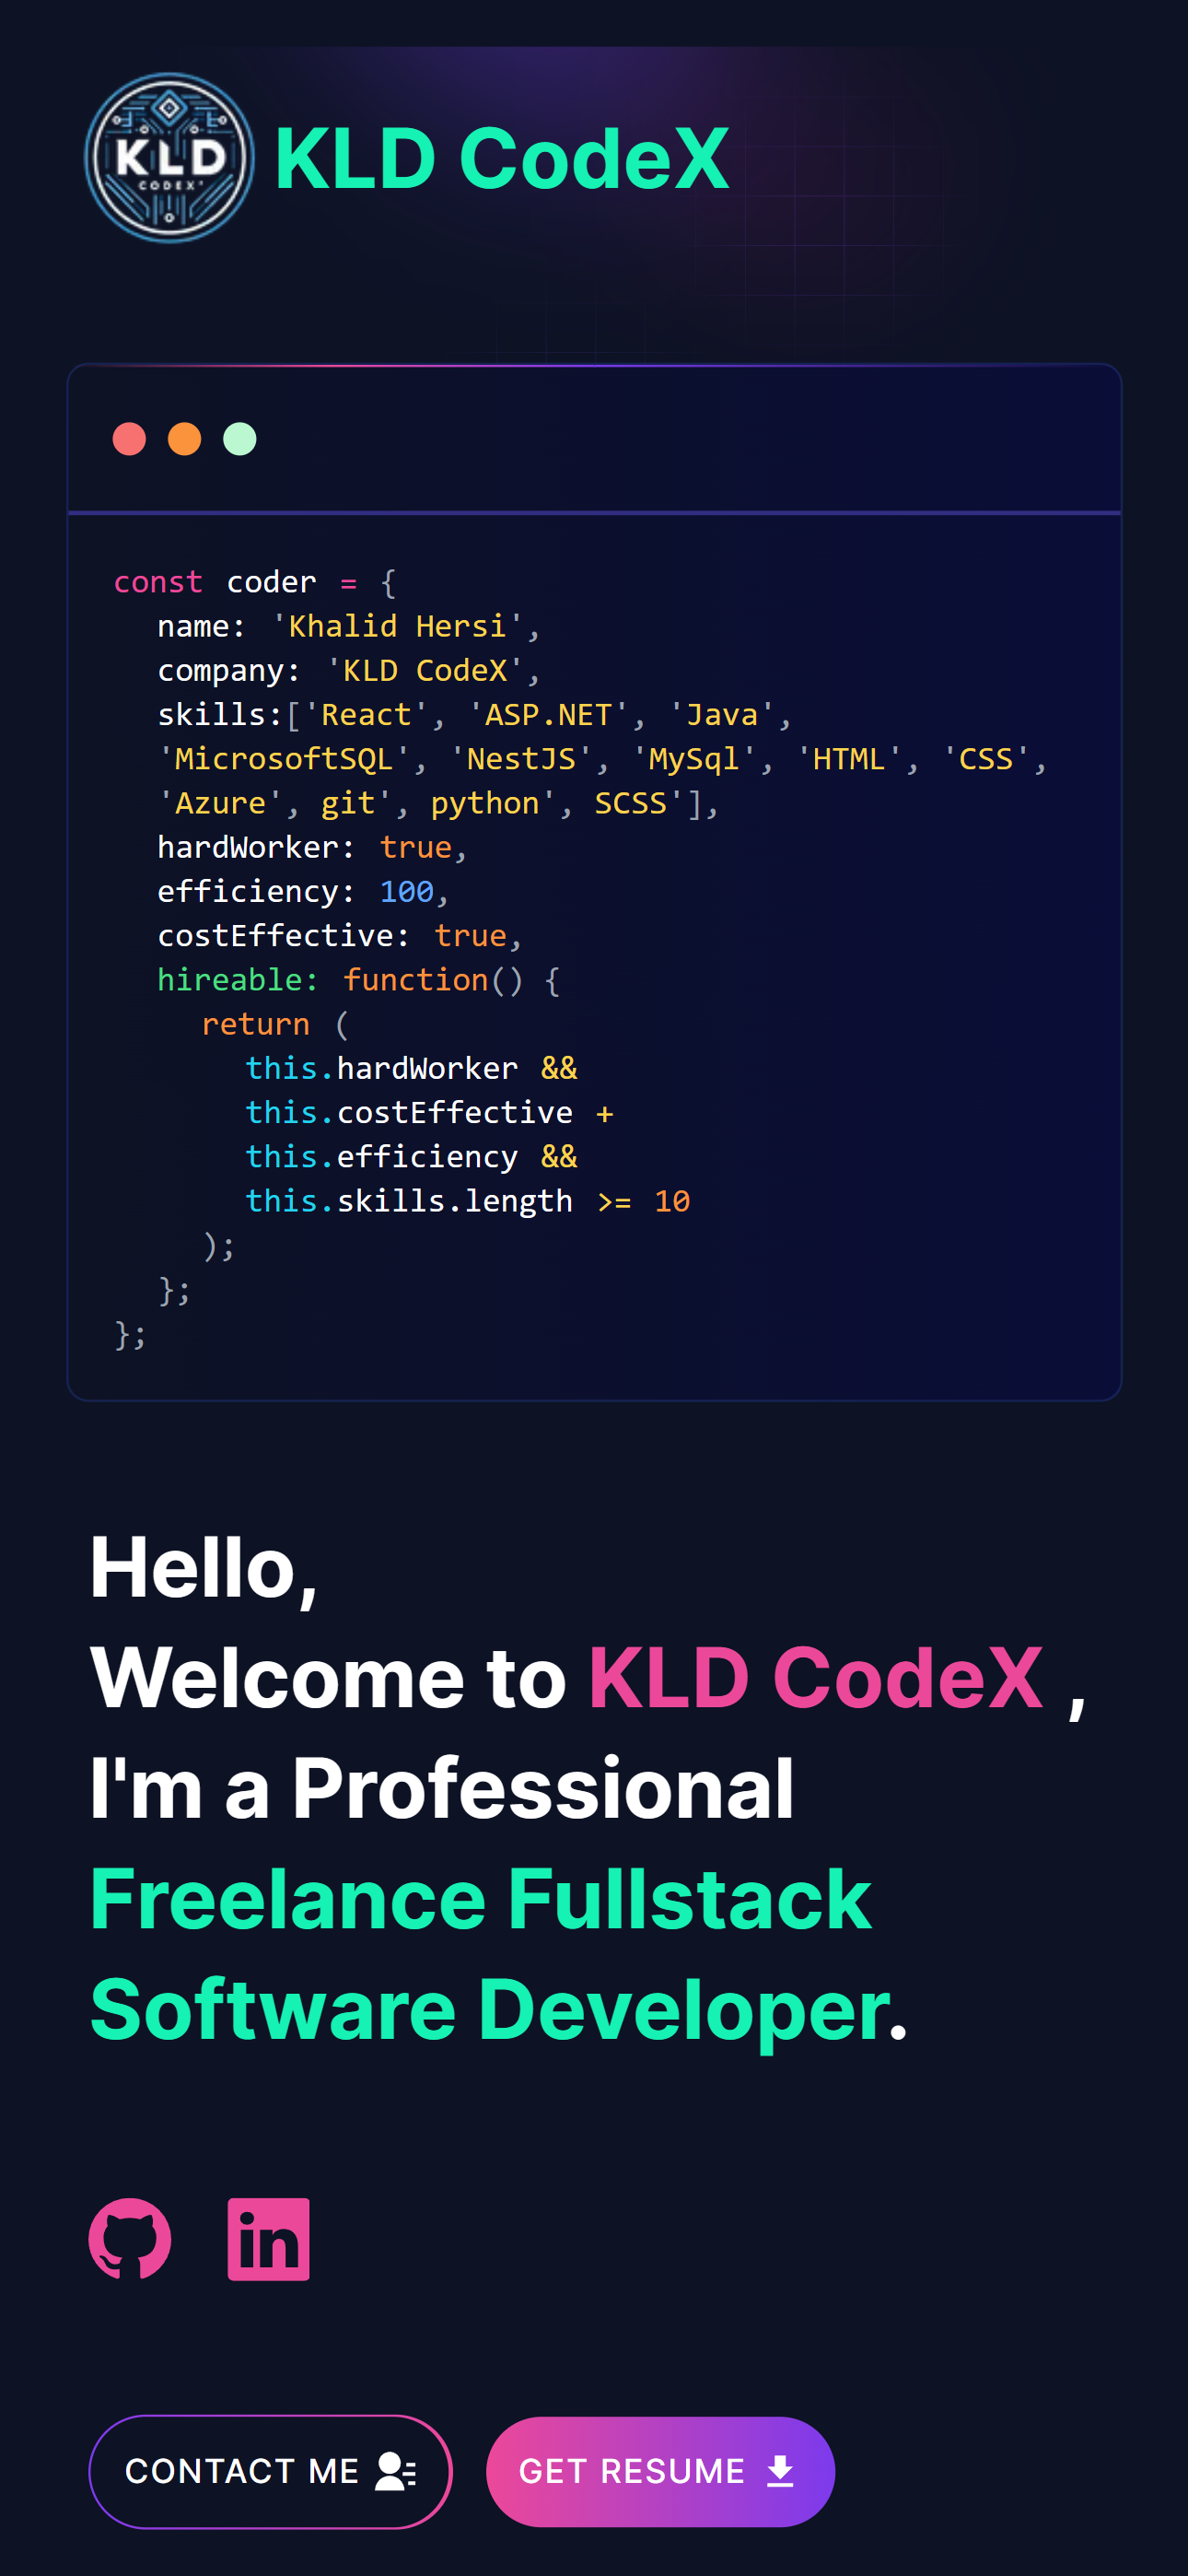 KLD
CODEX
KLD CodeX
const coder = {
name: 'Khalid Hersi',
company: 'KLD CodeX',
skills:['React', 'ASP.NET', 'Java',
'MicrosoftSQL', 'NestJS', 'MySql', 'HTML', 'CSS',
'Azure', git', python', SCSS'],
hardWorker: true,
efficiency: 100,
costEffective: true,
hireable: function() {
return (
this.hardWorker &&
this.costEffective +
this.efficiency &&
this.skills.length >= 10
);
};
};
Hello,
Welcome to KLD CodeX ,
I'm a Professional
Freelance Fullstack
Software Developer.
in
CONTACT ME
GET RESUME